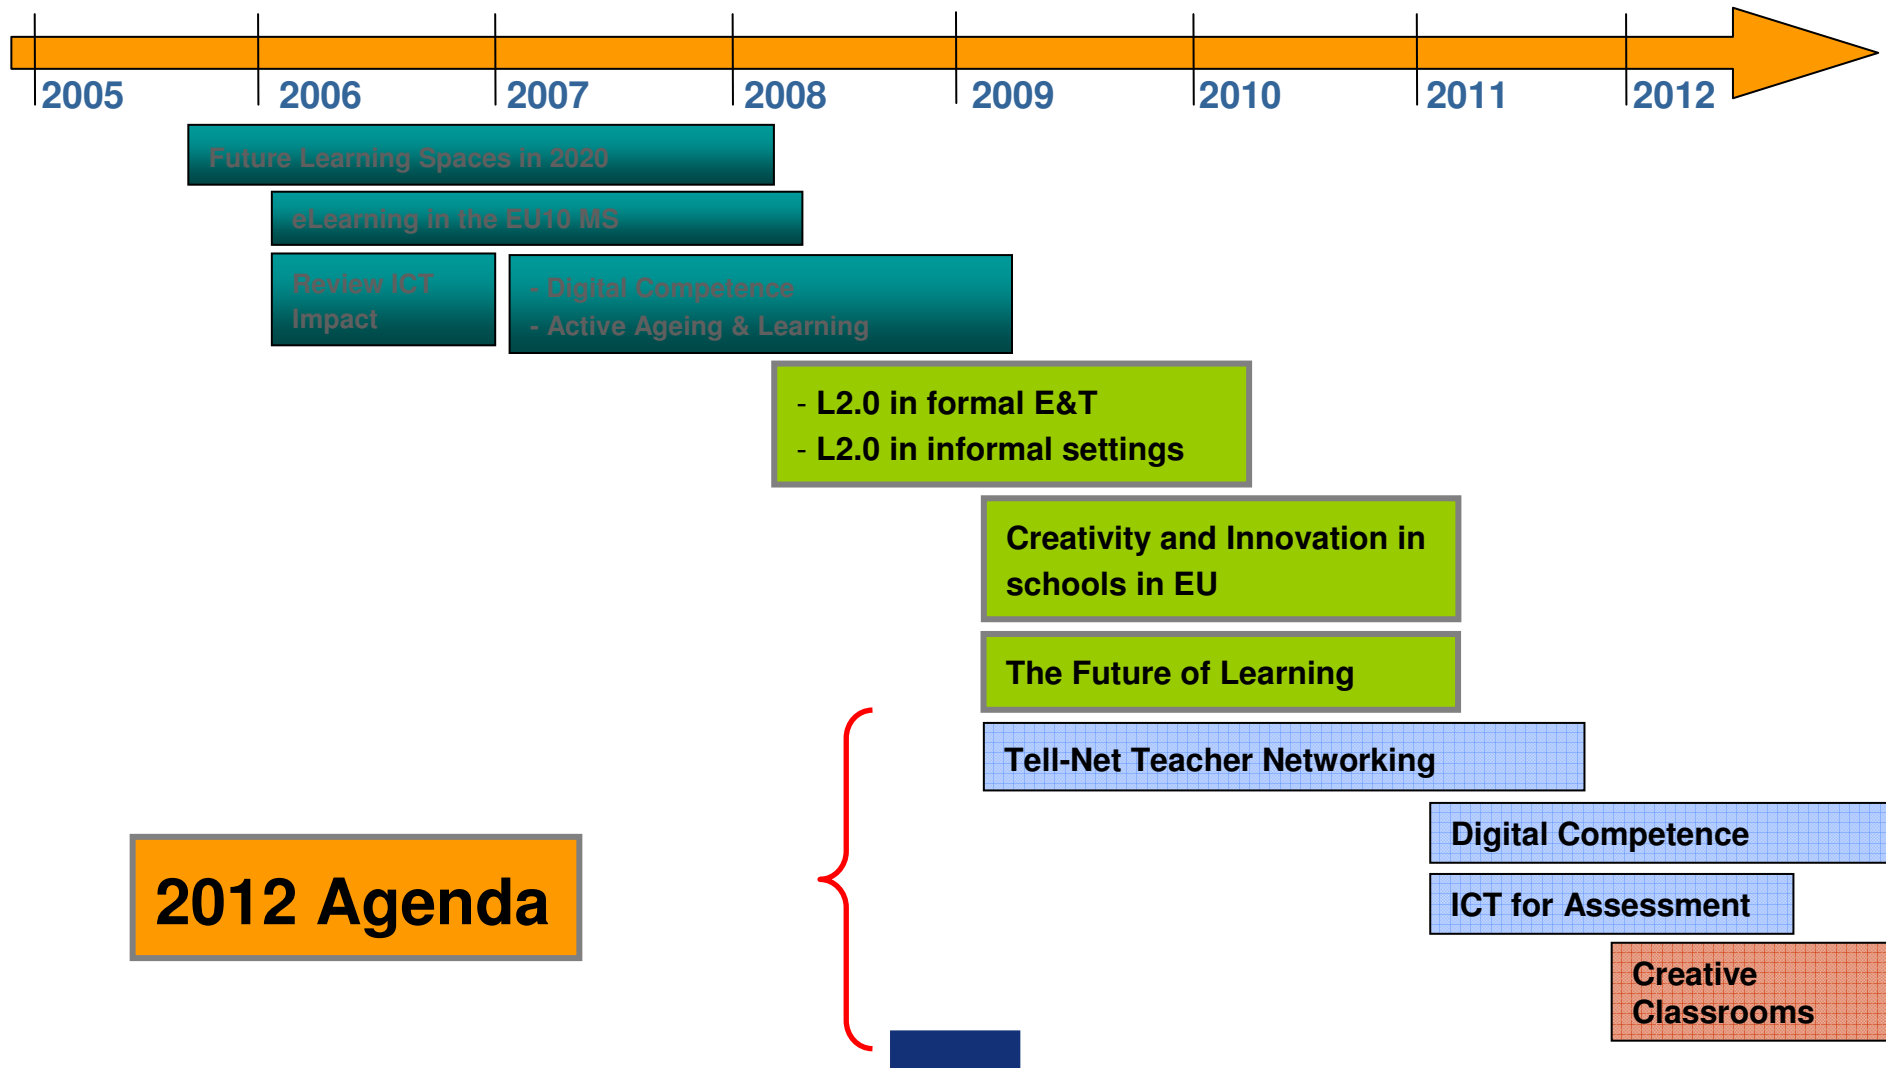 2005 2006 2007 2008 2009 2010 2011 2012
Future Learning Spaces in 2020
eLearning in the EU10 MS
Review ICT
Impact
- Digital Competence
- Active Ageing & Learning
- L2.0 in formal E&T
- L2.0 in informal settings
Creativity and Innovation in
schools in EU
The Future of Learning
Tell-Net Teacher Networking
Digital Competence
2012 Agenda
ICT for Assessment
Creative
Classrooms